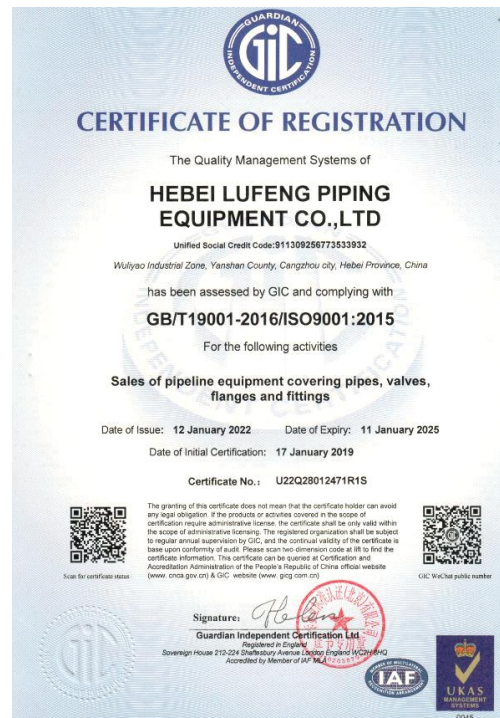 GUARDIAN
GIC
INDEPENDENT CERTIFICATION
CERTIFICATE OF REGISTRATION
The Quality Management Systems of
HEBEI LUFENG PIPING
EQUIPMENT CO.,LTD
Unified Social Credit Code:911309256773533932
Wuliyao Industrial Zone, Yanshan County, Cangzhou city, Hebei Province, China
has been assessed by GIC and complying with
GB/T19001-2016/ISO9001:2015
For the following activities
Sales of pipeline equipment covering pipes, valves,
flanges and fittings
Date of Issue: 12 January 2022 Date of Expiry: 11 January 2025
Date of Initial Certification: 17 January 2019
Certificate No.: U22Q28012471R1S
The granting of this certificate does not mean that the certificate holder can avoid
any legal obligation. If the products or activities covered in the scope of
certification require administrative license, the certificate shall be only valid within
the scope of administrative licensing. The registered organization shall be subject
to regular annual supervision by GIC, and the continual validity of the certificate is
base upon conformity of audit. Please scan two-dimension code at lift to find the
certificate information. This certificate can be queried at Certification and
Accreditation Administration of the People's Republic of China official website
(www. cnca.gov.cn) & GIC website (www. gicg.com.cn)
Scan for certificate status
GIC WeChat public number
Signature: Helen
Guardian Independent Certification Ltd
Registered in England
Sovereign House 212-224 Shaftesbury Avenue London England WC2H 8HQ
Accredited by Member of IAF MLA
MEMBER OF MULTILATERAL
IAF
RECOGNITION ARRANGEMENT
UKAS
MANAGEMENT
SYSTEMS
0045